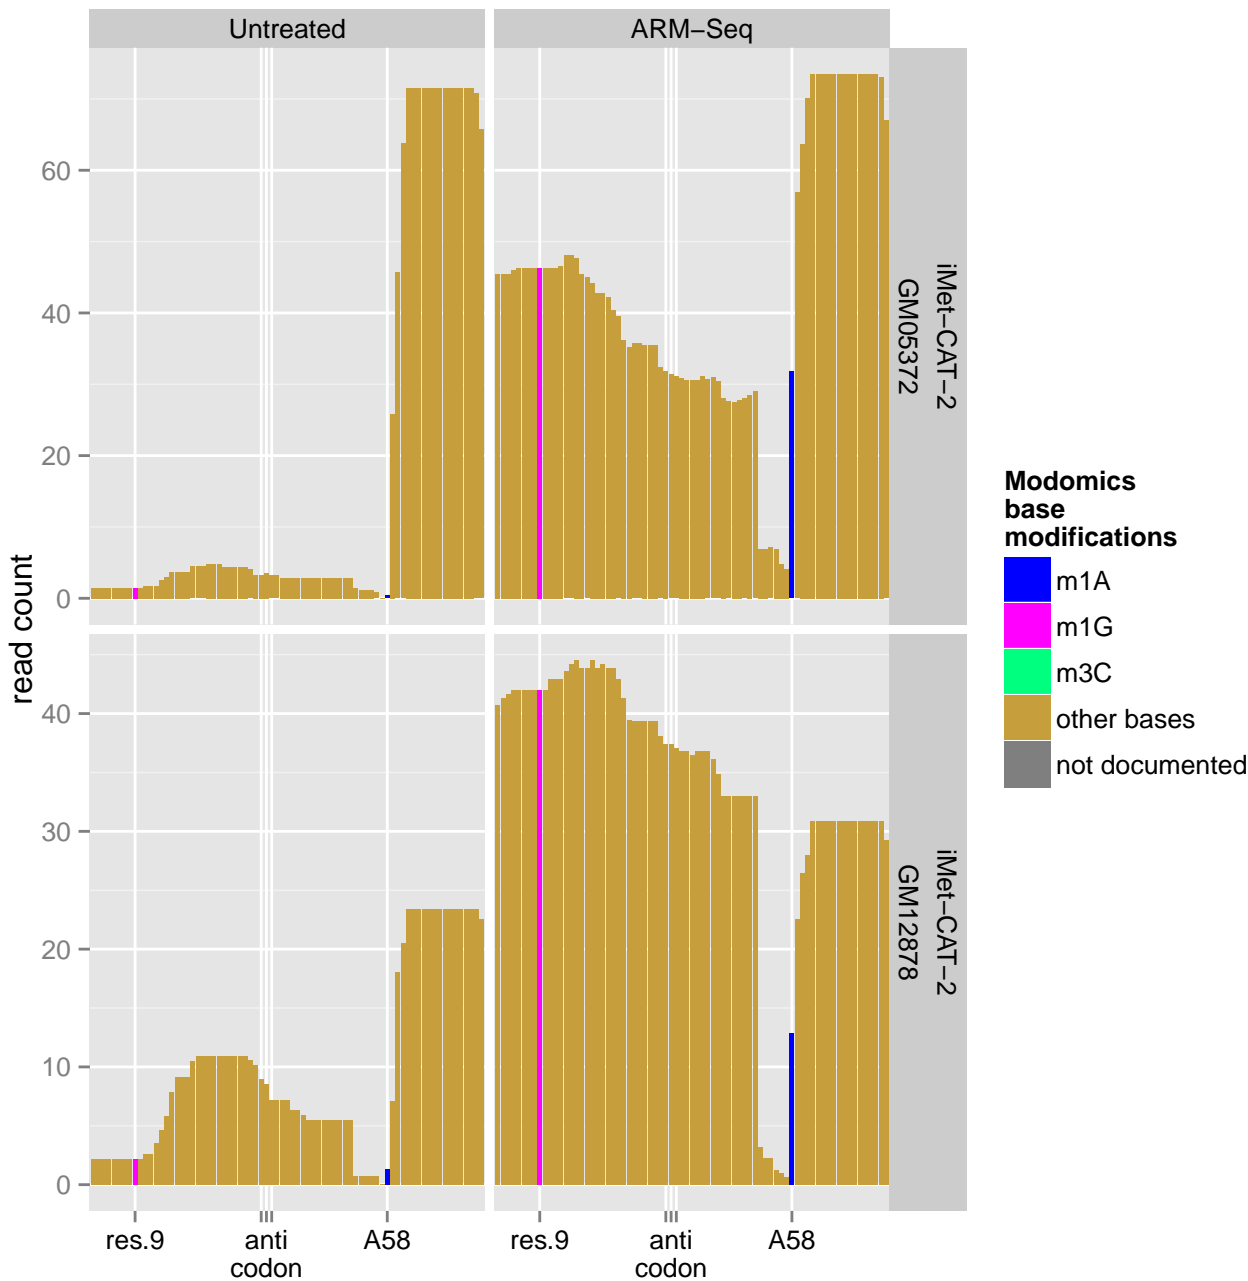 Untreated
ARM−Seq
60
40
20
0
iMet−CAT−2
GM05372
40
30
20
10
0
iMet−CAT−2
GM12878
read count
res.9
anti
codon
A58
res.9
anti
codon
A58
Modomics
base
modifications
m1A
m1G
m3C
other bases
not documented